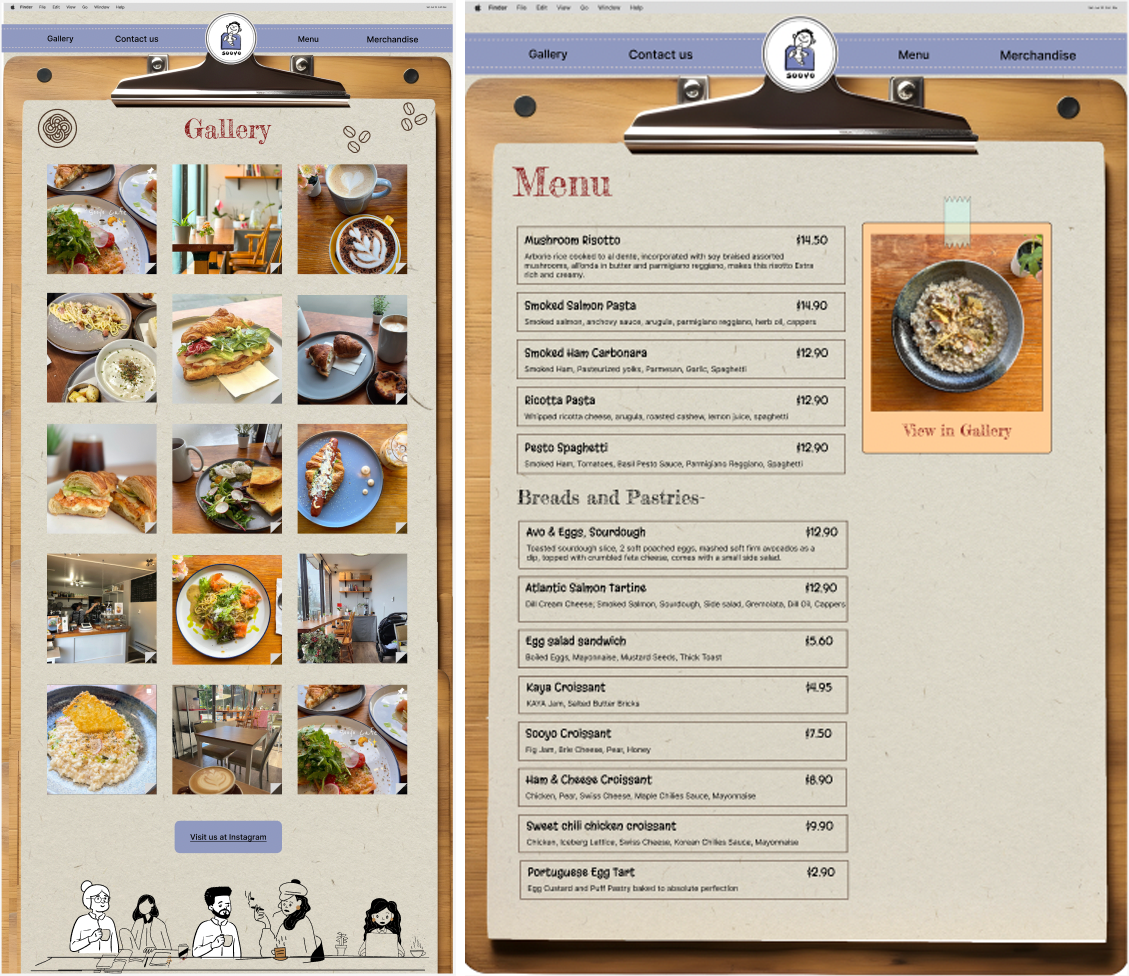 Finder File Edit View Go Window Help
Gallery
Contact us
SOOYO
Menu
Merchandise
Gallery
Visit us at Instagram
Finder File Edit View Go Window Help
Gallery
Contact us
SOOYO
Menu
Merchandise
Menu
Mushroom Risotto $14.50
Arborio rice cooked to al dente, incorporated with soy braised assorted
mushrooms, all'onda in butter and parmigiano reggiano, makes this risotto Extra
rich and creamy.
Smoked Salmon Pasta $14.90
Smoked salmon, anchovy sauce, arugula, parmigiano reggiano, herb oil, cappers
Smoked Ham Carbonara $12.90
Smoked Ham, Pasteurized yolks, Parmesan, Garlic, Spaghetti
Ricotta Pasta $12.90
Whipped ricotta cheese, arugula, roasted cashew, lemon juice, spaghetti
Pesto Spaghetti $12.90
Smoked Ham, Tomatoes, Basil Pesto Sauce, Parmigiano Reggiano, Spaghetti
View in Gallery
Breads and Pastries-
Avo & Eggs, Sourdough $12.90
Toasted sourdough slice, 2 soft poached eggs, mashed soft firm avocados as a
dip, topped with crumbled feta cheese, comes with a small side salad.
Atlantic Salmon Tartine $12.90
Dill Cream Cheese; Smoked Salmon, Sourdough, Side salad, Gremolata, Dill Oil, Cappers
Egg salad sandwich $5.60
Boiled Eggs, Mayonnaise, Mustard Seeds, Thick Toast
Kaya Croissant $4.95
KAYA Jam, Salted Butter Bricks
Sooyo Croissant $7.50
Fig Jam, Brie Cheese, Pear, Honey
Ham & Cheese Croissant $8.90
Chicken, Pear, Swiss Cheese, Maple Chilies Sauce, Mayonnaise
Sweet chili chicken croissant $9.90
Chicken, Iceberg Lettice, Swiss Cheese, Korean Chilies Sauce, Mayonnaise
Portuguese Egg Tart $2.90
Egg Custard and Puff Pastry baked to absolute perfection